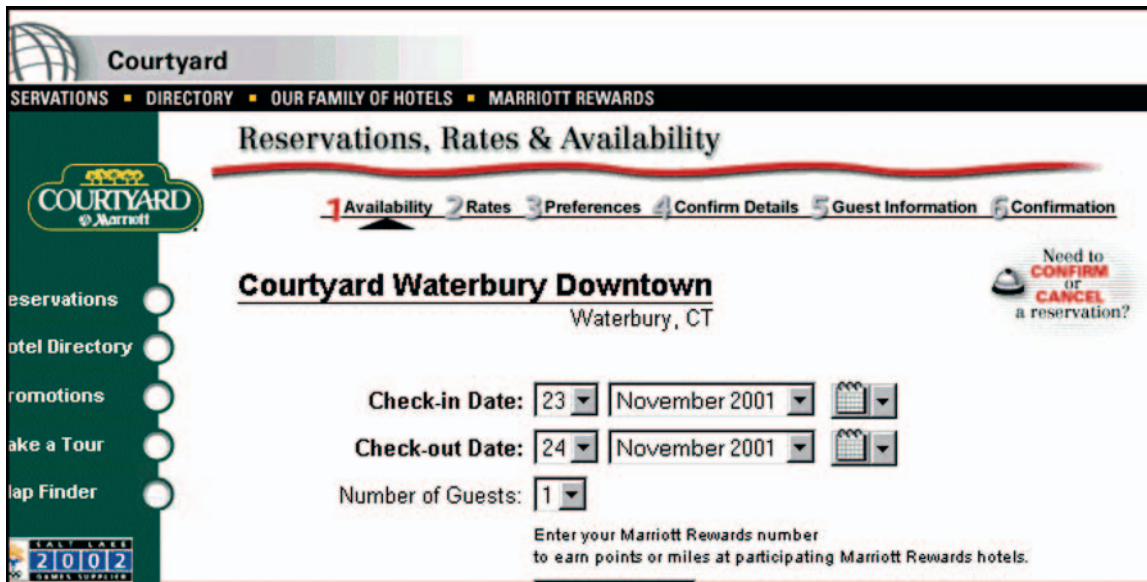 Courtyard
SERVATIONS ▪ DIRECTORY ▪ OUR FAMILY OF HOTELS ▪ MARRIOTT REWARDS
Reservations, Rates & Availability
COURTYARD
Marriott
1 Availability 2 Rates 3 Preferences 4 Confirm Details 5 Guest Information 6 Confirmation
Need to
CONFIRM
or
CANCEL
a reservation?
Courtyard Waterbury Downtown
Waterbury, CT
eservations
otel Directory
romotions
ake a Tour
ap Finder
Check-in Date: 23 November 2001
Check-out Date: 24 November 2001
Number of Guests: 1
Enter your Marriott Rewards number
to earn points or miles at participating Marriott Rewards hotels.
SALT LAKE
2002
GAMES SUPPLIER